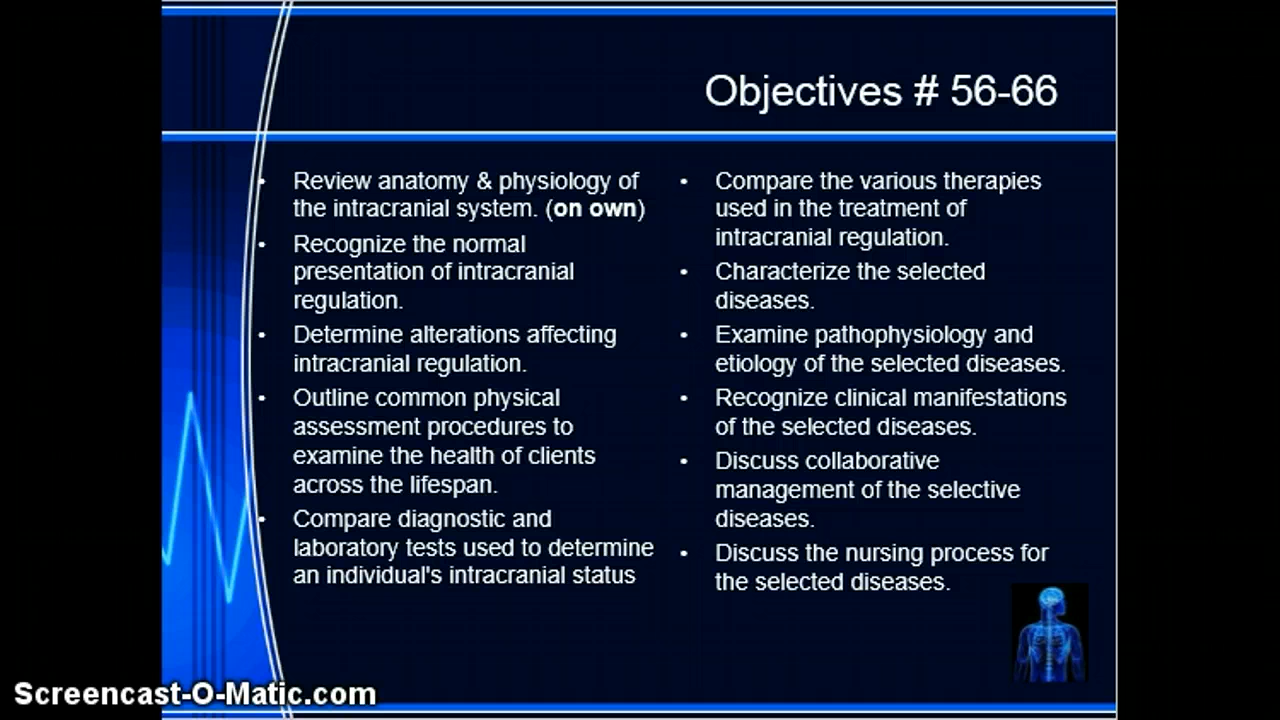 Objectives # 56-66
• Review anatomy & physiology of
the intracranial system. (on own)
• Recognize the normal
presentation of intracranial
regulation.
• Determine alterations affecting
intracranial regulation.
• Outline common physical
assessment procedures to
examine the health of clients
across the lifespan.
• Compare diagnostic and
laboratory tests used to determine
an individual's intracranial status
• Compare the various therapies
used in the treatment of
intracranial regulation.
• Characterize the selected
diseases.
• Examine pathophysiology and
etiology of the selected diseases.
• Recognize clinical manifestations
of the selected diseases.
• Discuss collaborative
management of the selective
diseases.
• Discuss the nursing process for
the selected diseases.
Screencast-O-Matic.com